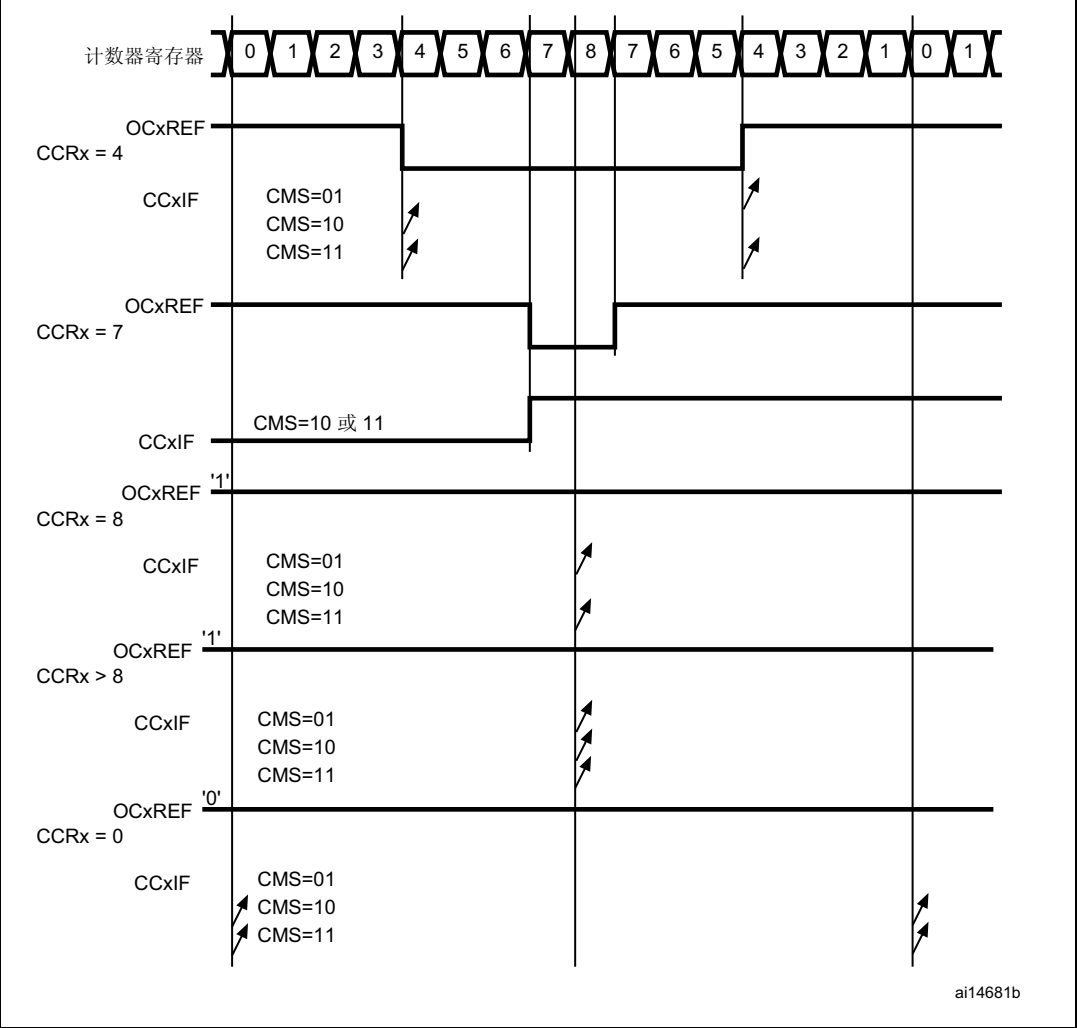 计数器寄存器 0 1 2 3 4 5 6 7 8 7 6 5 4 3 2 1 0 1
OCxREF
CCRx = 4
CCxIF CMS=01
CMS=10
CMS=11
OCxREF
CCRx = 7
CMS=10 或 11
CCxIF
OCxREF '1'
CCRx = 8
CCxIF CMS=01
CMS=10
CMS=11
OCxREF '1'
CCRx > 8
CCxIF CMS=01
CMS=10
CMS=11
OCxREF '0'
CCRx = 0
CCxIF CMS=01
CMS=10
CMS=11
ai14681b